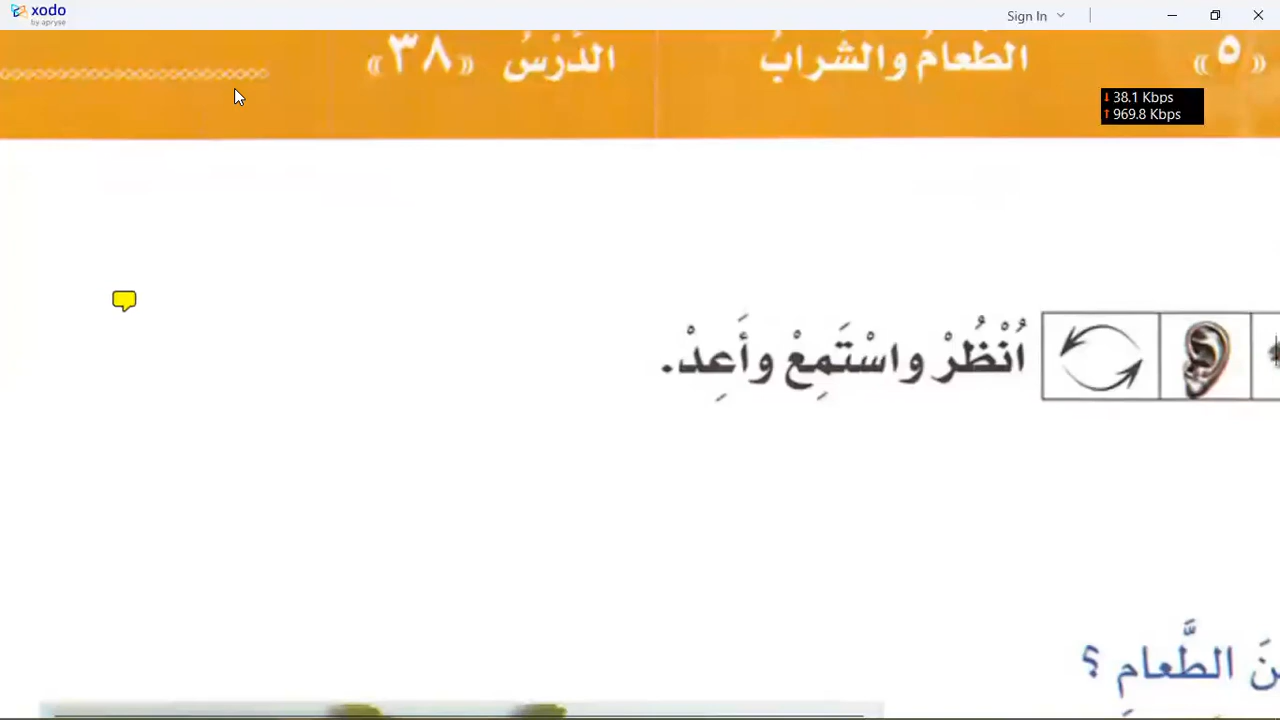 xodo
by apryse
Sign In
«٥» الطَّعامُ والشَّرابُ الدَّرْسُ «٣٨»
↓ 38.1 Kbps
↑ 969.8 Kbps
اُنْظُرْ واسْتَمِعْ وأَعِدْ.
الطَّعامِ ؟